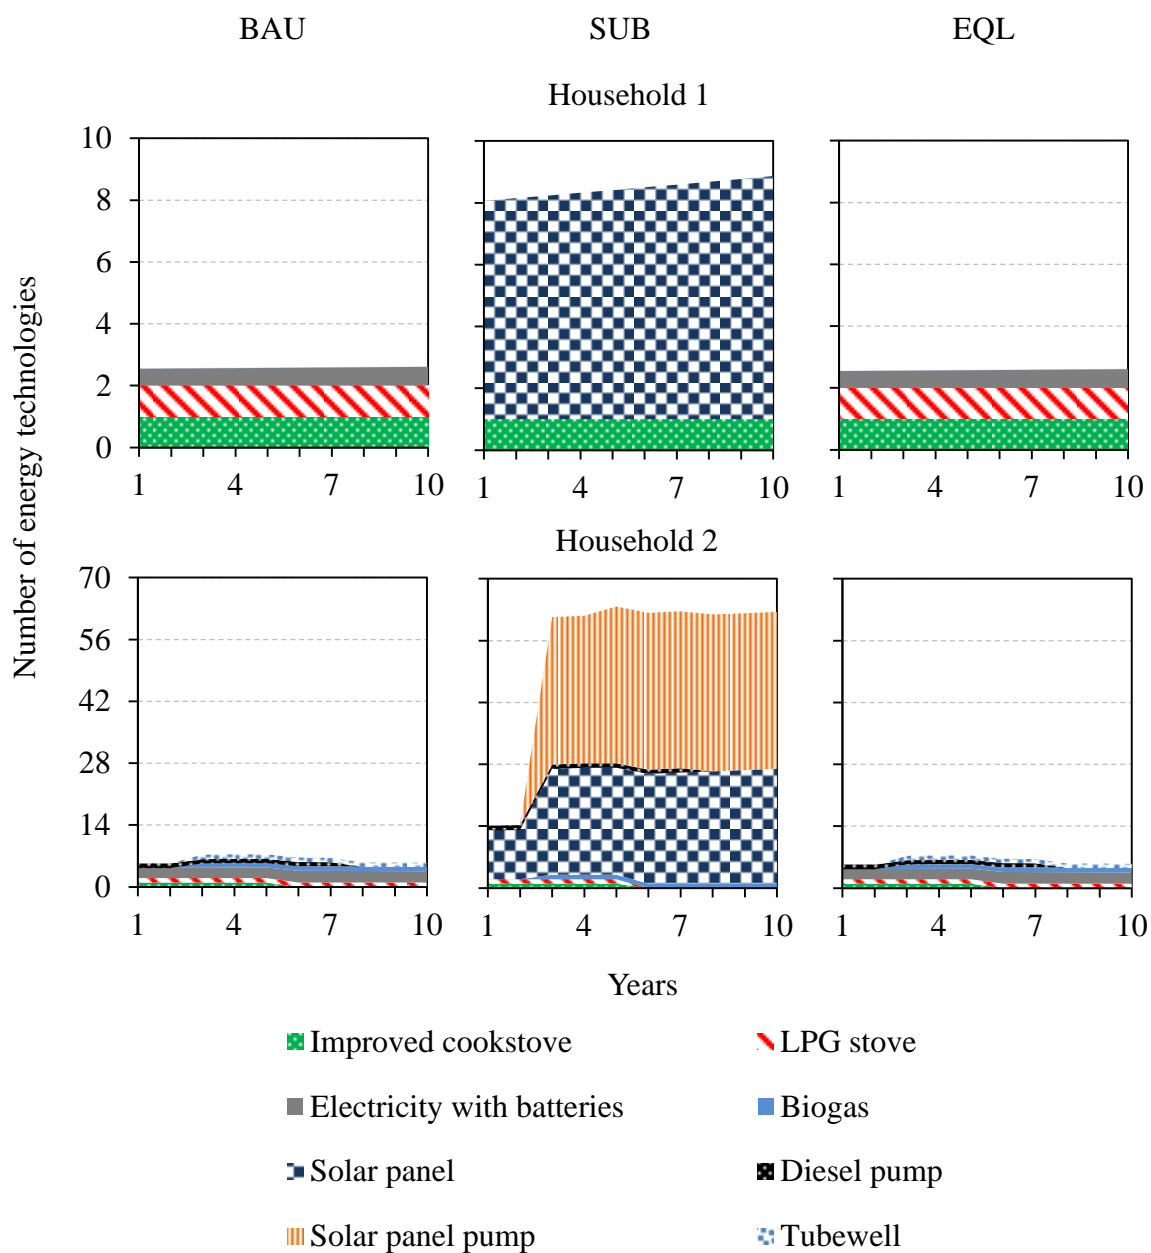 BAU SUB EQL
Household 1
Number of energy technologies
10
8
6
4
2
0
1 4 7 10
1 4 7 10
1 4 7 10
Household 2
70
56
42
28
14
0
1 4 7 10
1 4 7 10
1 4 7 10
Years
Improved cookstove
LPG stove
Electricity with batteries
Biogas
Solar panel
Diesel pump
Solar panel pump
Tubewell